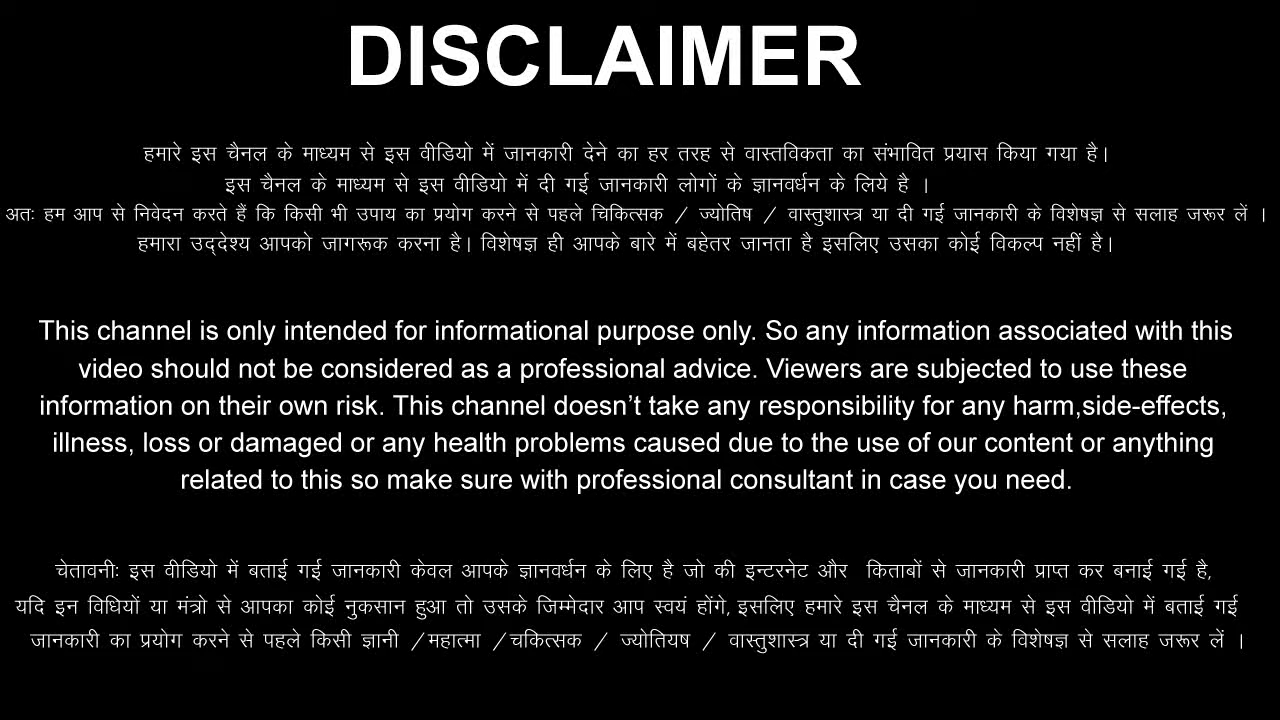 DISCLAIMER
हमारे इस चैनल के माध्यम से इस वीडियो में जानकारी देने का हर तरह से वास्तविकता का संभावित प्रयास किया गया है।
इस चैनल के माध्यम से इस वीडियो में दी गई जानकारी लोगों के ज्ञानवर्धन के लिये है ।
अतः हम आप से निवेदन करते हैं कि किसी भी उपाय का प्रयोग करने से पहले चिकित्सक / ज्योतिष / वास्तुशास्त्र या दी गई जानकारी के विशेषज्ञ से सलाह जरूर लें ।
हमारा उद्देश्य आपको जागरूक करना है। विशेषज्ञ ही आपके बारे में बहेतर जानता है इसलिए उसका कोई विकल्प नहीं है।
This channel is only intended for informational purpose only. So any information associated with this
video should not be considered as a professional advice. Viewers are subjected to use these
information on their own risk. This channel doesn’t take any responsibility for any harm,side-effects,
illness, loss or damaged or any health problems caused due to the use of our content or anything
related to this so make sure with professional consultant in case you need.
चेतावनीः इस वीडियो में बताई गई जानकारी केवल आपके ज्ञानवर्धन के लिए है जो की इन्टरनेट और किताबों से जानकारी प्राप्त कर बनाई गई है,
यदि इन विधियों या मंत्रो से आपका कोई नुकसान हुआ तो उसके जिम्मेदार आप स्वयं होंगे, इसलिए हमारे इस चैनल के माध्यम से इस वीडियो में बताई गई
जानकारी का प्रयोग करने से पहले किसी ज्ञानी /महात्मा /चकित्सक / ज्योतियष / वास्तुशास्त्र या दी गई जानकारी के विशेषज्ञ से सलाह जरूर लें ।